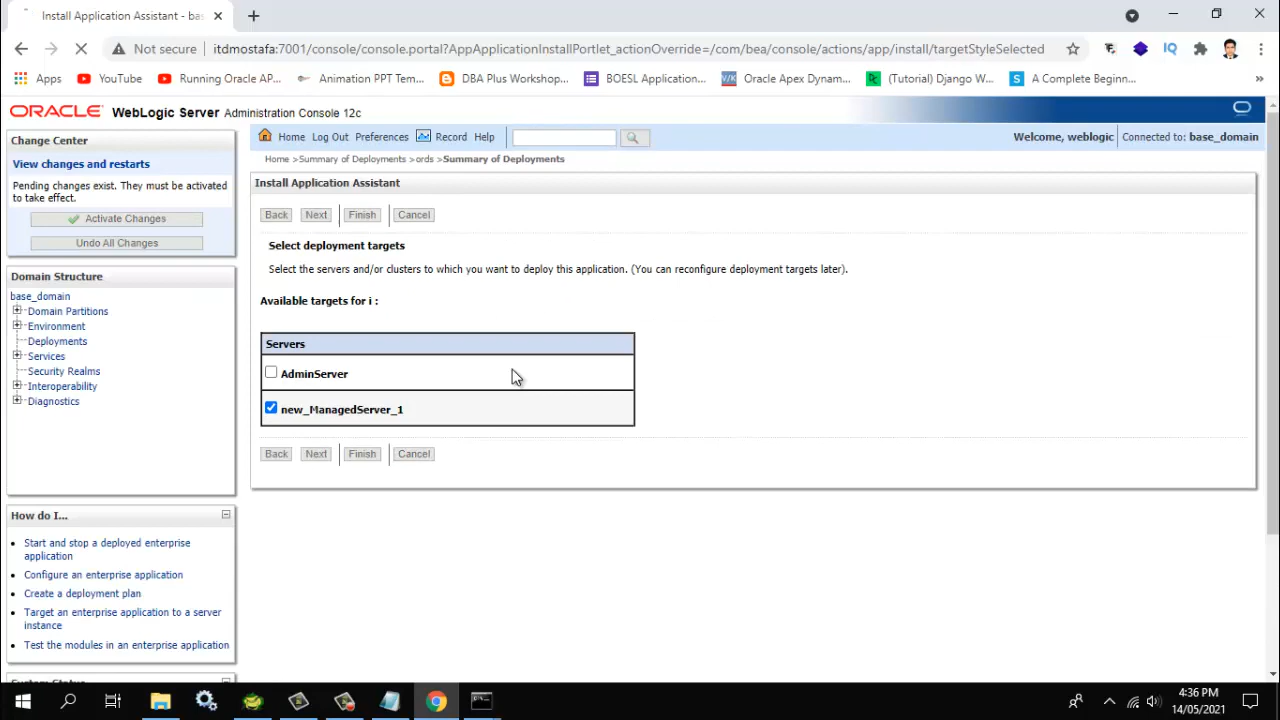 Install Application Assistant - bas
Not secure itdmostafa:7001/console/console.portal?AppApplicationInstallPortlet_actionOverride=/com/bea/console/actions/app/install/targetStyleSelected
Apps YouTube Running Oracle AP... Animation PPT Tem... DBA Plus Workshop... BOESL Application... Oracle Apex Dynam... (Tutorial) Django W... A Complete Beginn... »
ORACLE WebLogic Server Administration Console 12c
Change Center
View changes and restarts
Pending changes exist. They must be activated
to take effect.
Activate Changes
Undo All Changes
Domain Structure
base_domain
Domain Partitions
Environment
Deployments
Services
Security Realms
Interoperability
Diagnostics
How do I...
Start and stop a deployed enterprise
application
Configure an enterprise application
Create a deployment plan
Target an enterprise application to a server
instance
Test the modules in an enterprise application
System Status
Home Log Out Preferences Record Help
Welcome, weblogic Connected to: base_domain
Home >Summary of Deployments >ords >Summary of Deployments
Install Application Assistant
Back Next Finish Cancel
Select deployment targets
Select the servers and/or clusters to which you want to deploy this application. (You can reconfigure deployment targets later).
Available targets for i :
Servers
AdminServer
new_ManagedServer_1
Back Next Finish Cancel
4:36 PM
14/05/2021